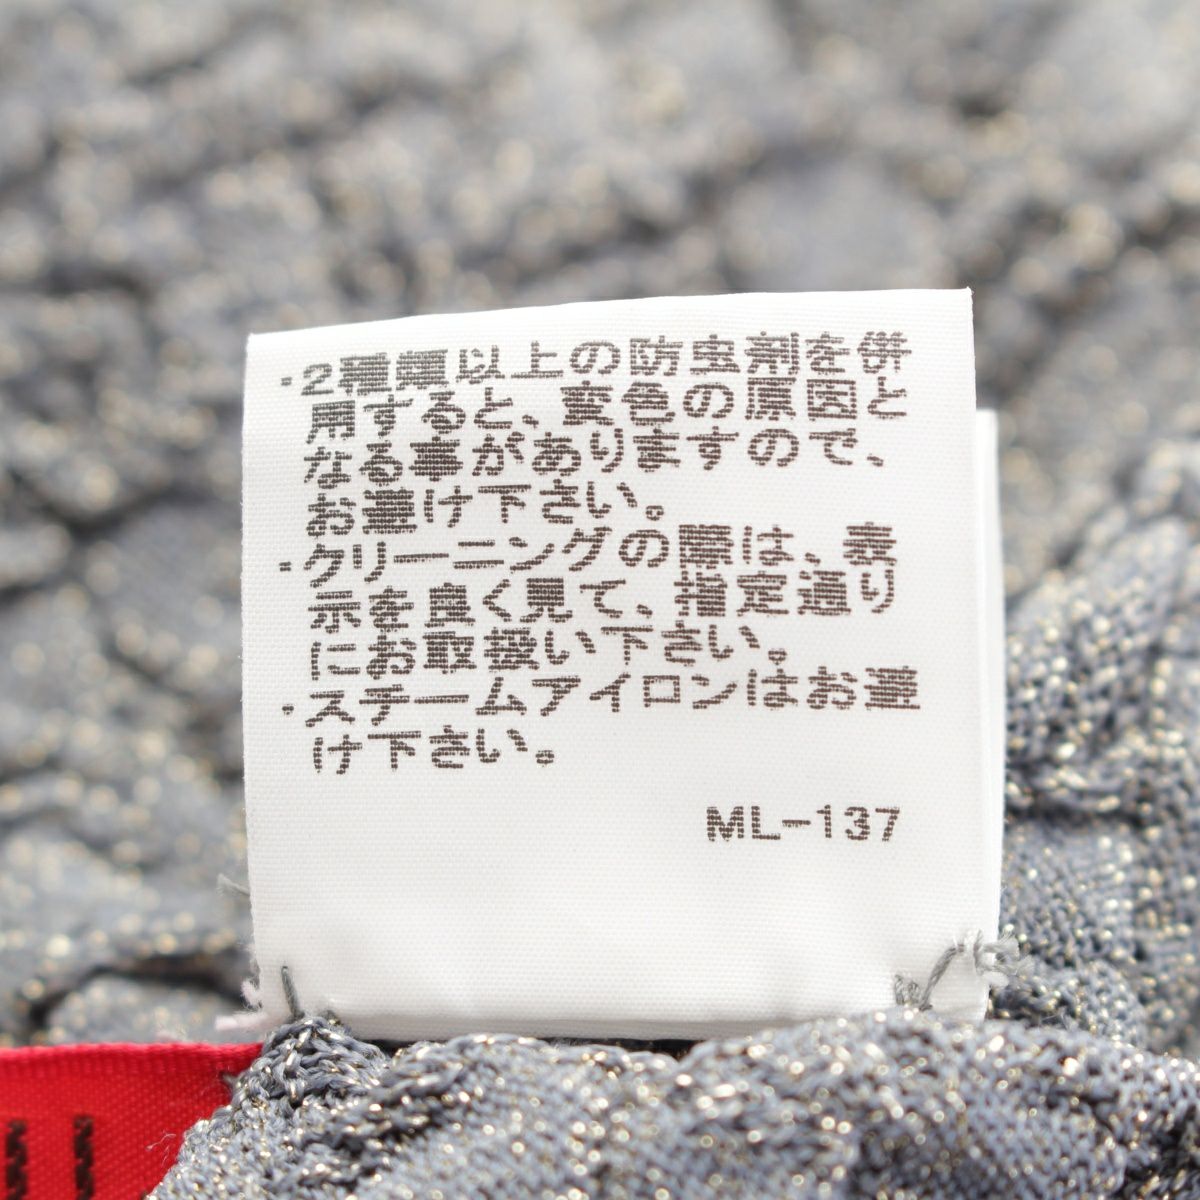 ・2種類以上の防虫剤を併
用すると、変色の原因と
なる事がありますので、
お避け下さい。
・クリーニングの際は、表
示を良く見て、指定通り
にお取扱い下さい。
・スチームアイロンはお避
け下さい。
ML-137